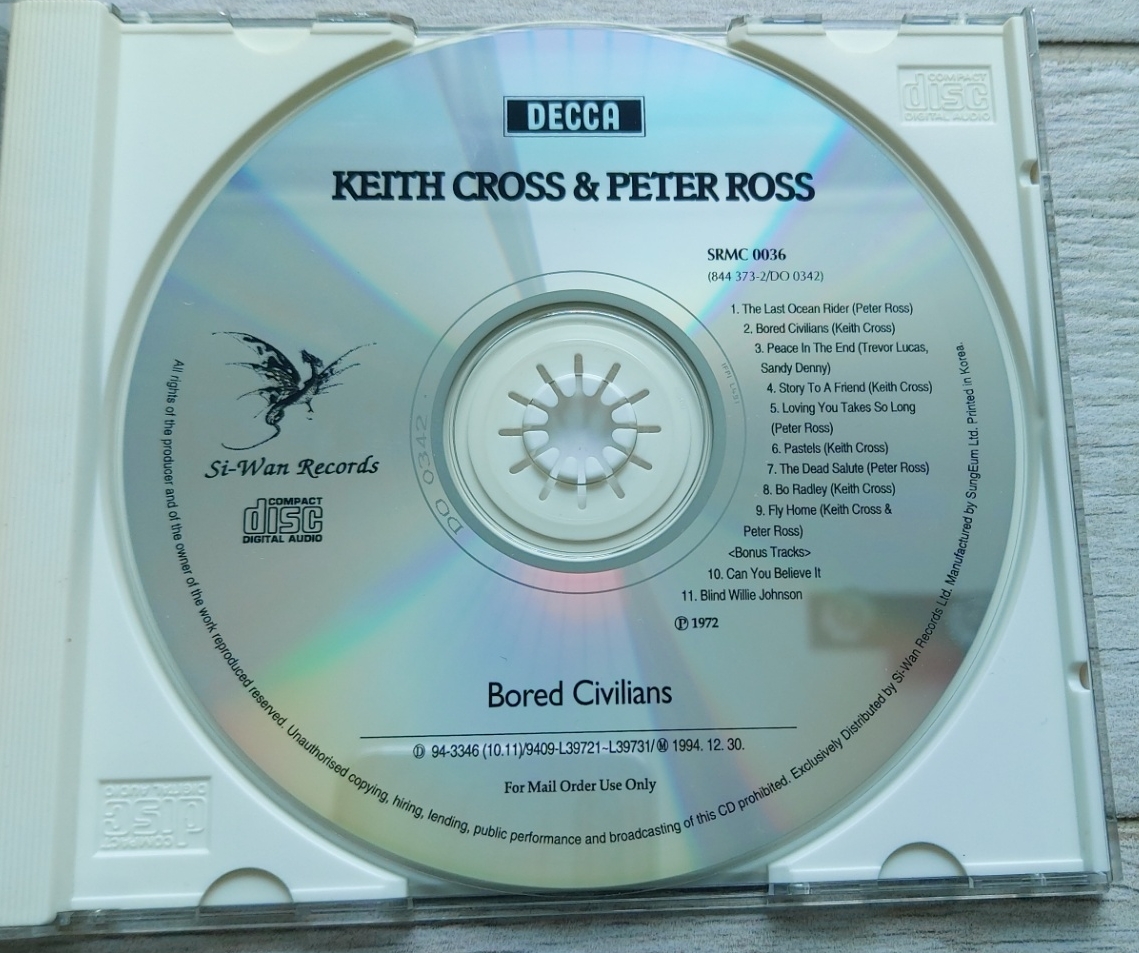 DECCA
KEITH CROSS & PETER ROSS
SRMC 0036
(844 373-2/DO 0342)
1. The Last Ocean Rider (Peter Ross)
2. Bored Civilians (Keith Cross)
3. Peace In The End (Trevor Lucas,
Sandy Denny)
4. Story To A Friend (Keith Cross)
5. Loving You Takes So Long
(Peter Ross)
6. Pastels (Keith Cross)
7. The Dead Salute (Peter Ross)
8. Bo Radley (Keith Cross)
9. Fly Home (Keith Cross &
Peter Ross)
<Bonus Tracks>
10. Can You Believe It
11. Blind Willie Johnson
℗ 1972
Si-Wan Records
COMPACT
disc
DIGITAL AUDIO
DO 0342
Bored Civilians
Ⓓ 94-3346 (10.11)/9409-L39721~L39731/Ⓜ 1994. 12. 30.
For Mail Order Use Only
All rights of the producer and of the owner of the work reproduced reserved. Unauthorised copying, hiring, lending, public performance and broadcasting of this CD prohibited. Exclusively Distributed by Si-Wan Records Ltd. Manufactured by SungEum Ltd. Printed in Korea.
COMPACT
disc
DIGITAL AUDIO
COMPACT
disc
DIGITAL AUDIO